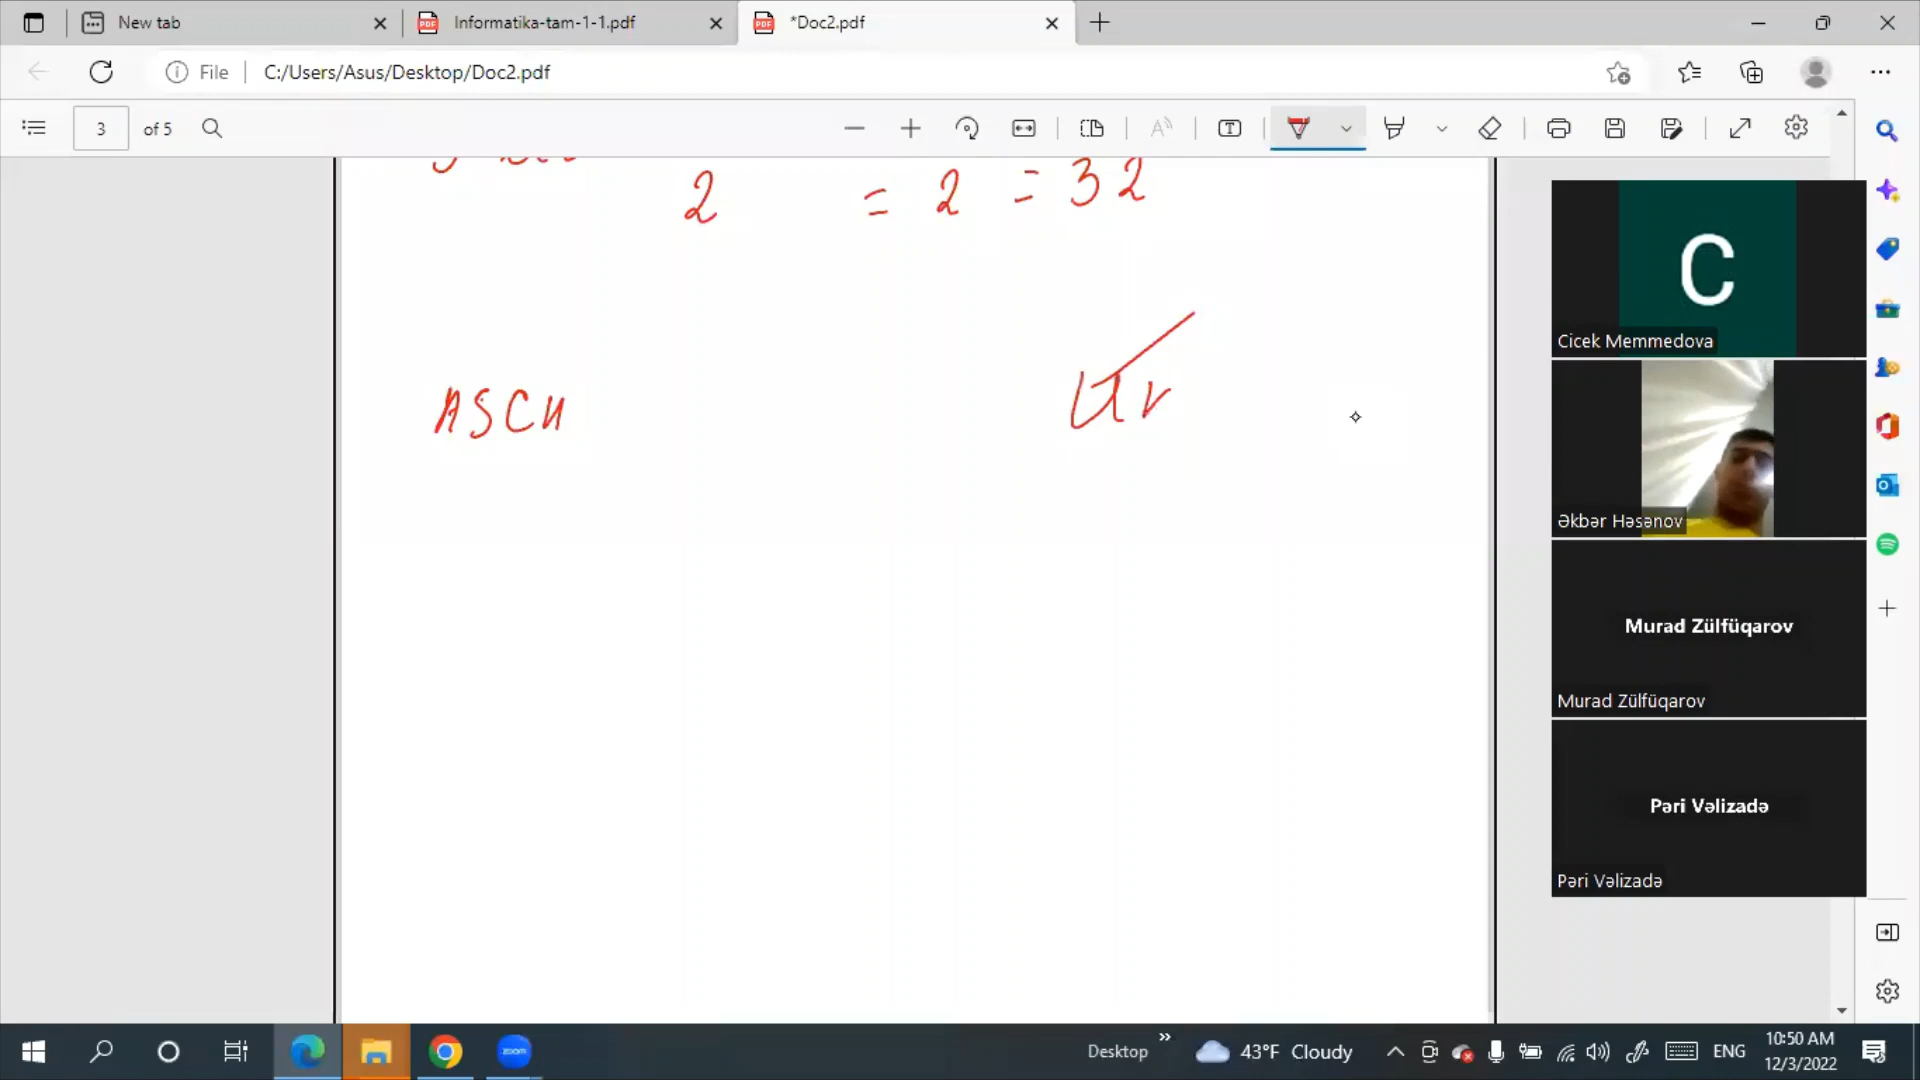 New tab
Informatika-tam-1-1.pdf
*Doc2.pdf
File
C:/Users/Asus/Desktop/Doc2.pdf
3 of 5
2 = 2 = 32
ASCII
C
Cicek Memmedova
Əkbər Həsənov
Murad Zülfüqarov
Murad Zülfüqarov
Pəri Vəlizadə
Pəri Vəlizadə
zoom
Desktop
43°F Cloudy
ENG
10:50 AM
12/3/2022